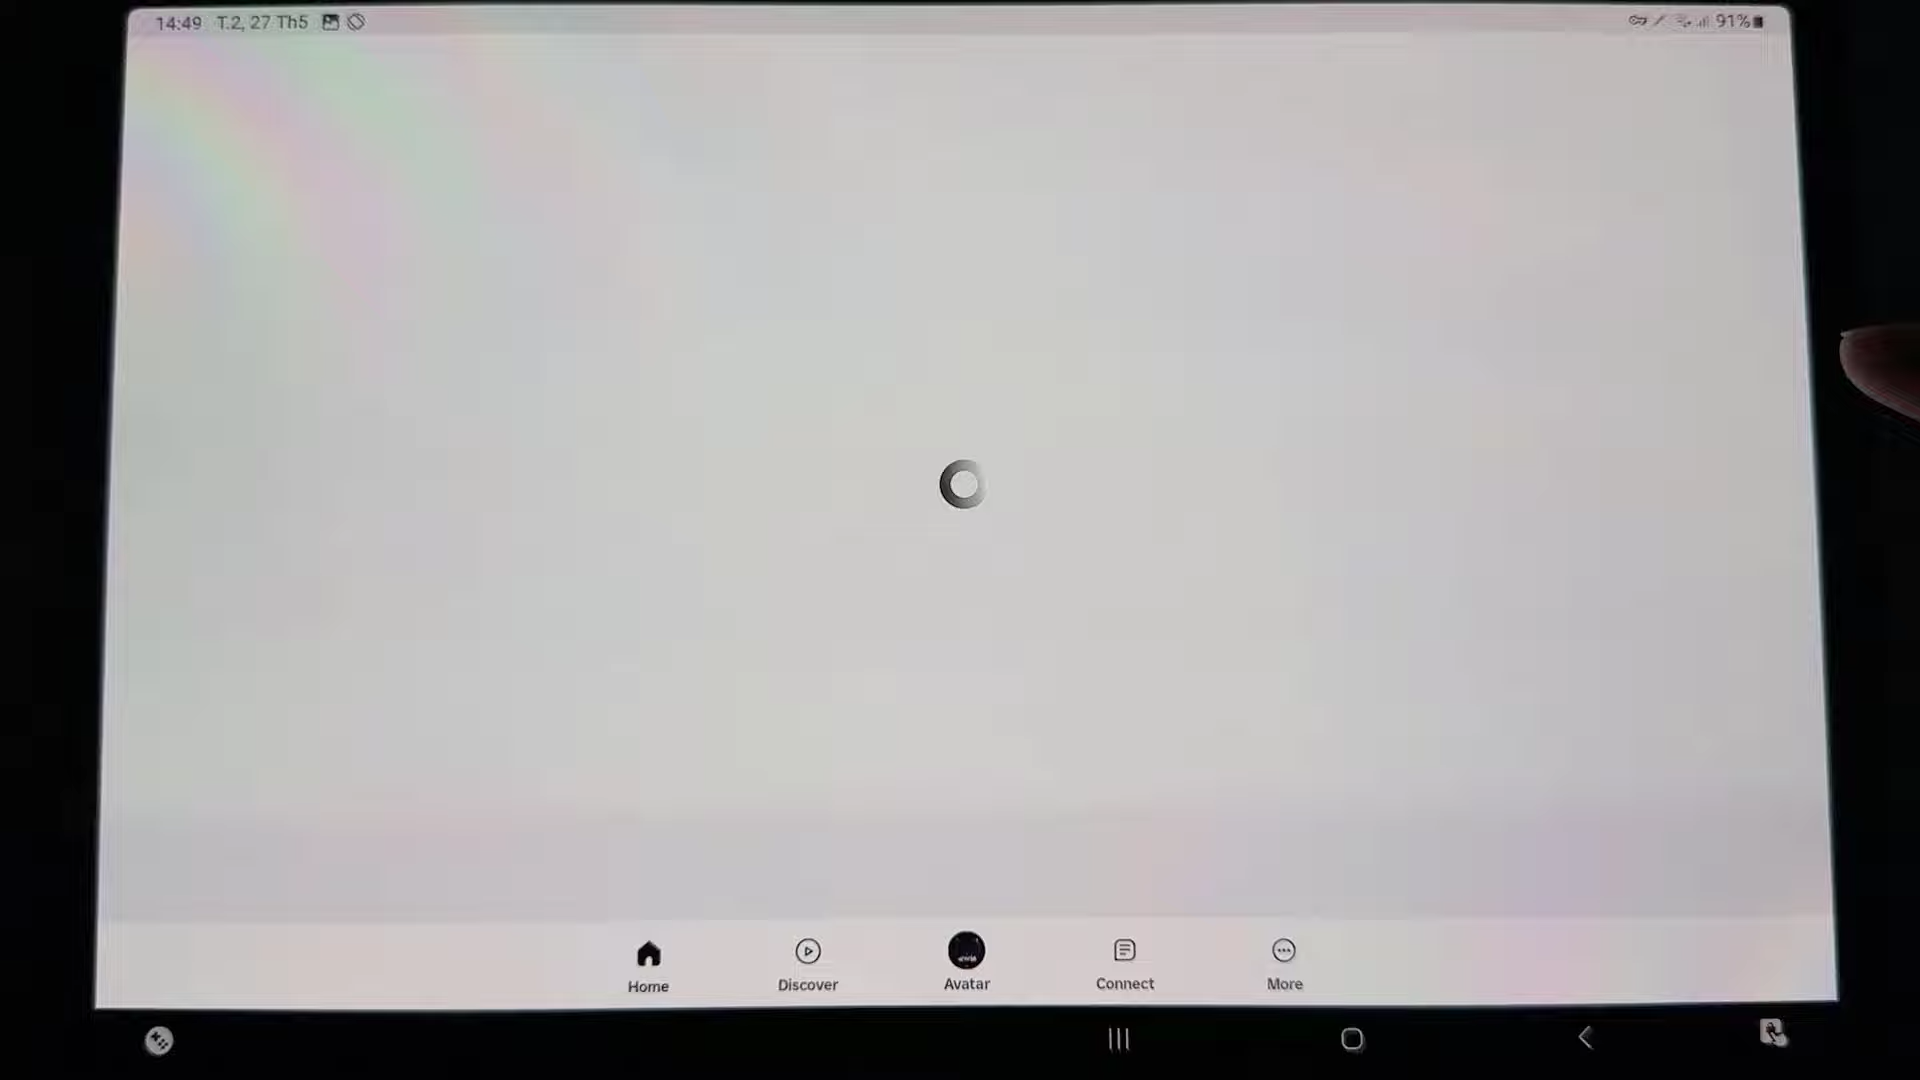 14:49 T.2, 27 Th5 91%
Home Discover Avatar Connect More